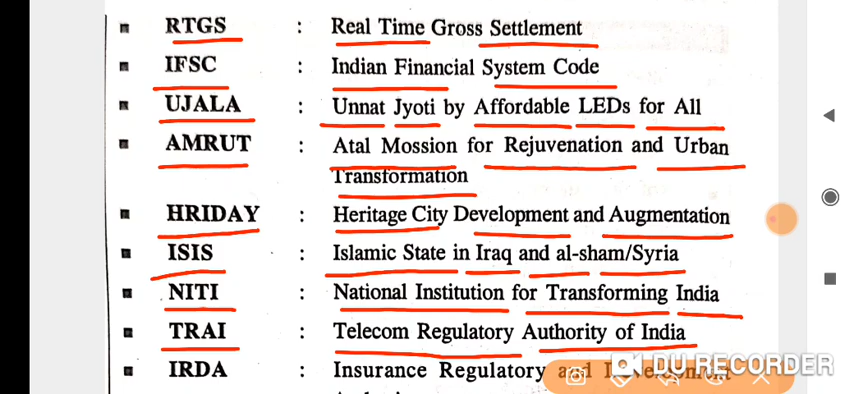 ■ RTGS : Real Time Gross Settlement
■ IFSC : Indian Financial System Code
■ UJALA : Unnat Jyoti by Affordable LEDs for All
■ AMRUT : Atal Mossion for Rejuvenation and Urban
Transformation
■ HRIDAY : Heritage City Development and Augmentation
■ ISIS : Islamic State in Iraq and al-sham/Syria
■ NITI : National Institution for Transforming India
■ TRAI : Telecom Regulatory Authority of India
DU RECORDER
■ IRDA : Insurance Regulatory and Development